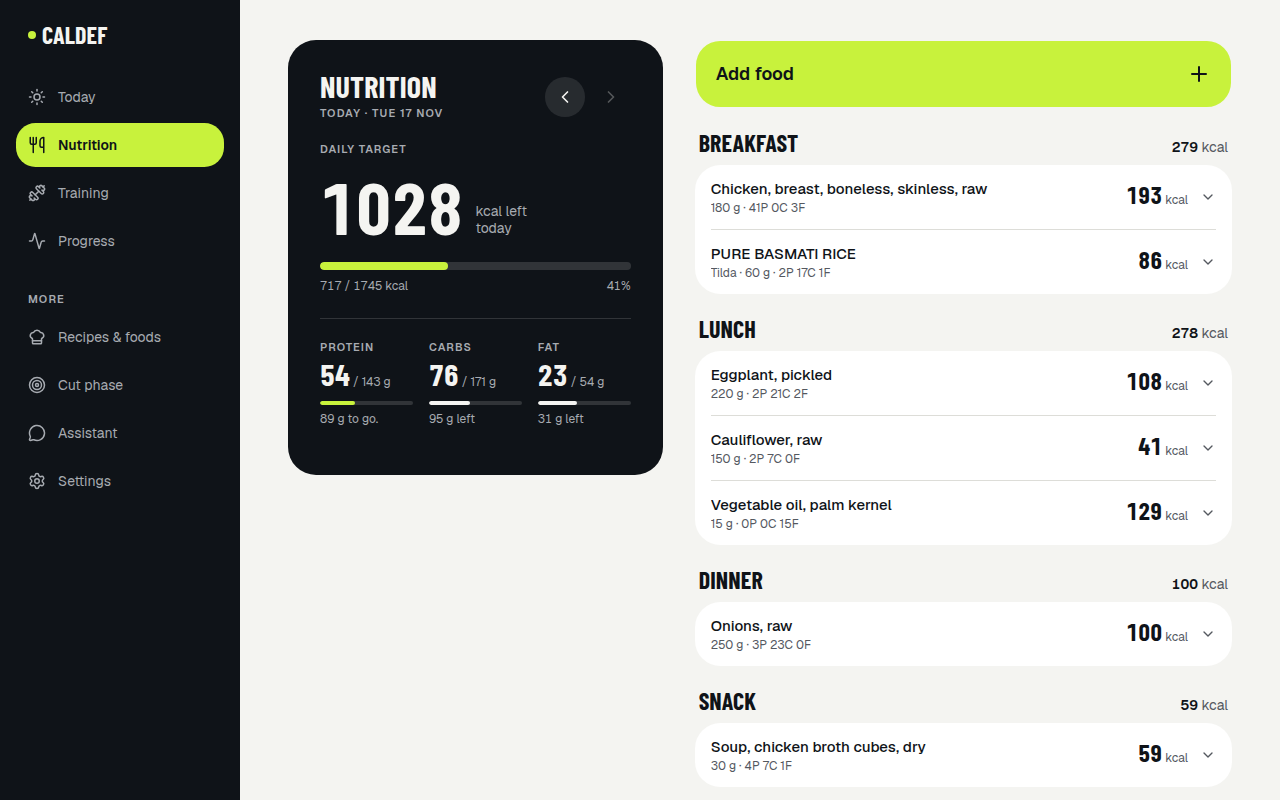 CALDEF
Today
Nutrition
Training
Progress
MORE
Recipes & foods
Cut phase
Assistant
Settings
NUTRITION
TODAY · TUE 17 NOV
DAILY TARGET
1028 kcal left today
717 / 1745 kcal 41%
PROTEIN CARBS FAT
54 / 143 g 76 / 171 g 23 / 54 g
89 g to go. 95 g left 31 g left
Add food
BREAKFAST 279 kcal
Chicken, breast, boneless, skinless, raw 193 kcal
180 g · 41P 0C 3F
PURE BASMATI RICE 86 kcal
Tilda · 60 g · 2P 17C 1F
LUNCH 278 kcal
Eggplant, pickled 108 kcal
220 g · 2P 21C 2F
Cauliflower, raw 41 kcal
150 g · 2P 7C 0F
Vegetable oil, palm kernel 129 kcal
15 g · 0P 0C 15F
DINNER 100 kcal
Onions, raw 100 kcal
250 g · 3P 23C 0F
SNACK 59 kcal
Soup, chicken broth cubes, dry 59 kcal
30 g · 4P 7C 1F